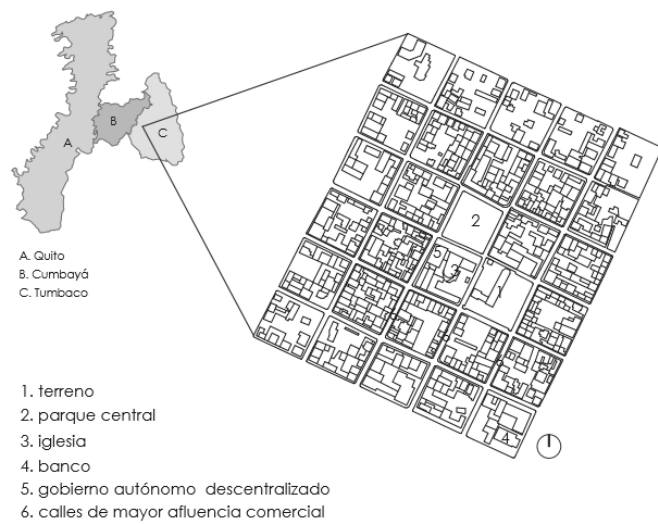 A
B
C
A. Quito
B. Cumbayá
C. Tumbaco
2
5
3
1
4
1. terreno
2. parque central
3. iglesia
4. banco
5. gobierno autónomo descentralizado
6. calles de mayor afluencia comercial